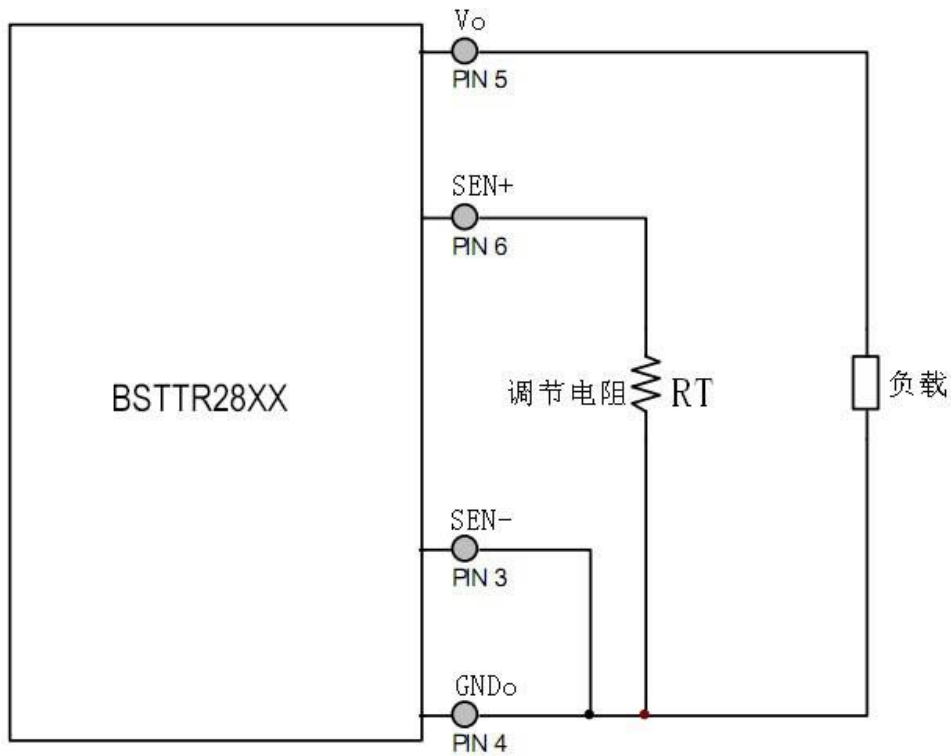 Vo
PIN 5
SEN+
PIN 6
BSTTR28XX
调节电阻 RT
负载
SEN-
PIN 3
GNDo
PIN 4